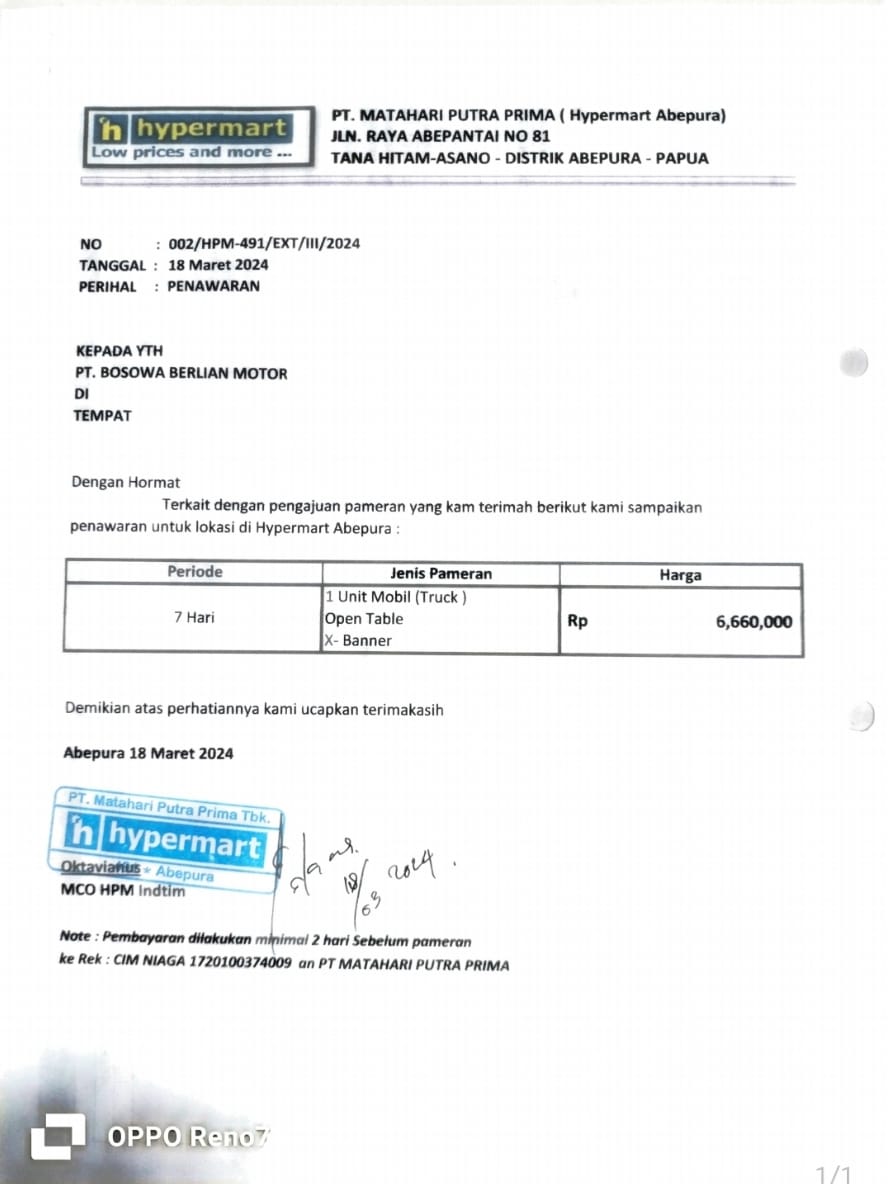 h hypermart
Low prices and more ...
PT. MATAHARI PUTRA PRIMA ( Hypermart Abepura)
JLN. RAYA ABEPANTAI NO 81
TANA HITAM-ASANO - DISTRIK ABEPURA - PAPUA
NO : 002/HPM-491/EXT/III/2024
TANGGAL : 18 Maret 2024
PERIHAL : PENAWARAN
KEPADA YTH
PT. BOSOWA BERLIAN MOTOR
DI
TEMPAT
Dengan Hormat
Terkait dengan pengajuan pameran yang kam terimah berikut kami sampaikan
penawaran untuk lokasi di Hypermart Abepura :
Periode Jenis Pameran Harga
1 Unit Mobil (Truck )
7 Hari Open Table Rp 6,660,000
X- Banner
Demikian atas perhatiannya kami ucapkan terimakasih
Abepura 18 Maret 2024
PT. Matahari Putra Prima Tbk.
h hypermart
Oktavianus * Abepura
MCO HPM Indtim
18/03 2024 .
Note : Pembayaran dilakukan minimal 2 hari Sebelum pameran
ke Rek : CIM NIAGA 1720100374009 an PT MATAHARI PUTRA PRIMA
OPPO Reno7
1/1